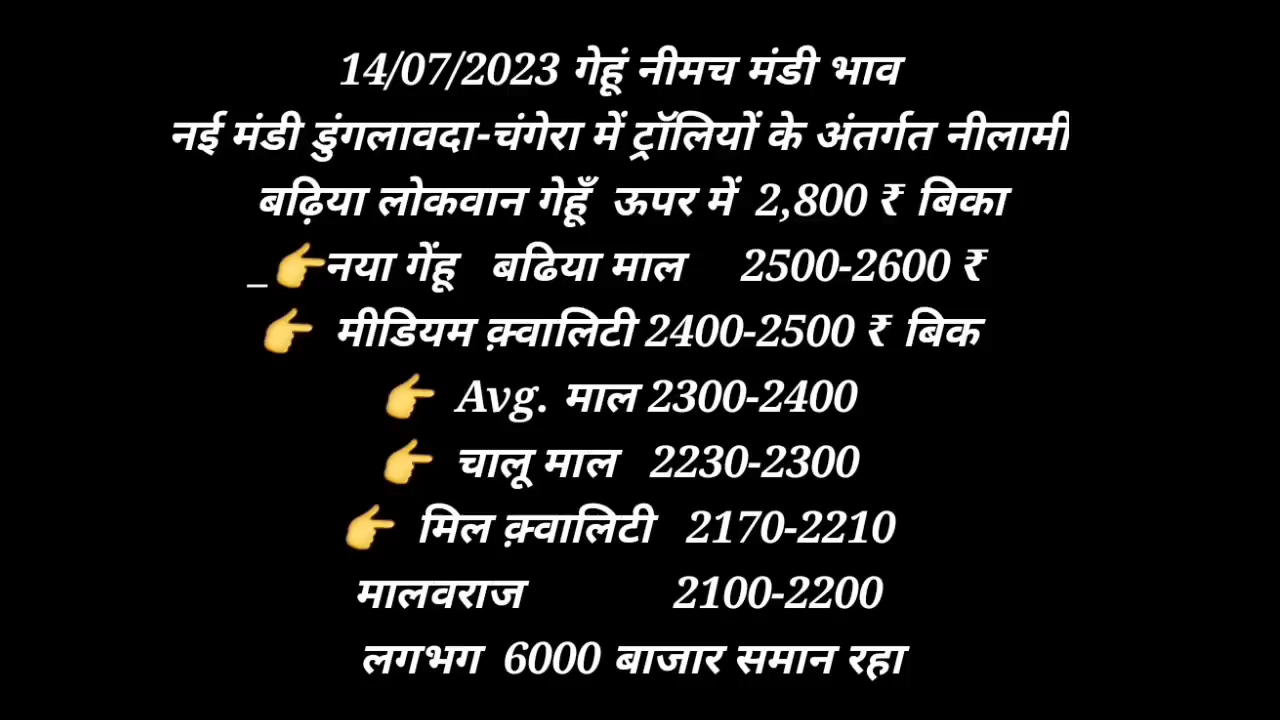 14/07/2023 गेहूं नीमच मंडी भाव
नई मंडी डुंगलावदा-चंगेरा में ट्रॉलियों के अंतर्गत नीलामी
बढ़िया लोकवान गेहूँ ऊपर में 2,800 ₹ बिका
_👉नया गेंहू बढिया माल 2500-2600 ₹
👉 मीडियम क़्वालिटी 2400-2500 ₹ बिक
👉 Avg. माल 2300-2400
👉 चालू माल 2230-2300
👉 मिल क़्वालिटी 2170-2210
मालवराज 2100-2200
लगभग 6000 बाजार समान रहा